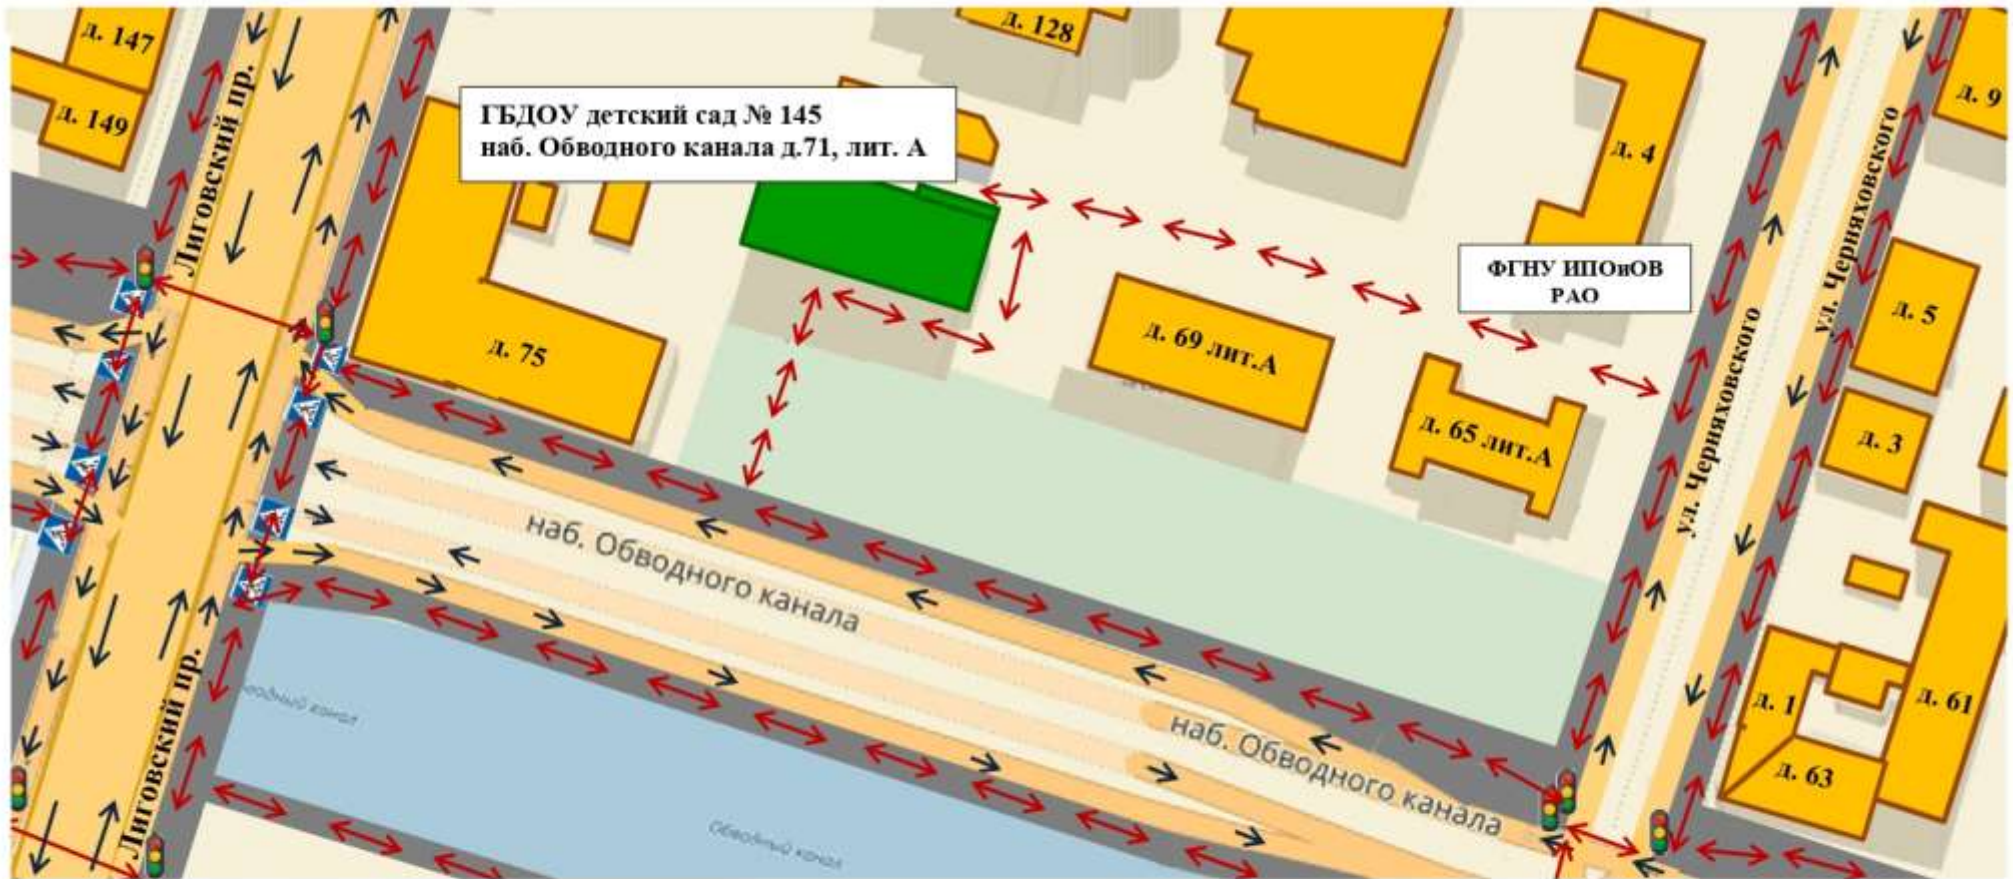 д. 147
д. 149
Лиговский пр.
д. 128
ГБДОУ детский сад № 145
наб. Обводного канала д.71, лит. А
д. 4
д. 9
ул. Черняховского
ФГНУ ИПОиОВ
РАО
д. 75
д. 69 лит.А
д. 65 лит.А
ул. Черняховского
д. 5
д. 3
наб. Обводного канала
д. 1
д. 61
д. 63
Лиговский пр.
водный канал
наб. Обводного канала
Обводный канал